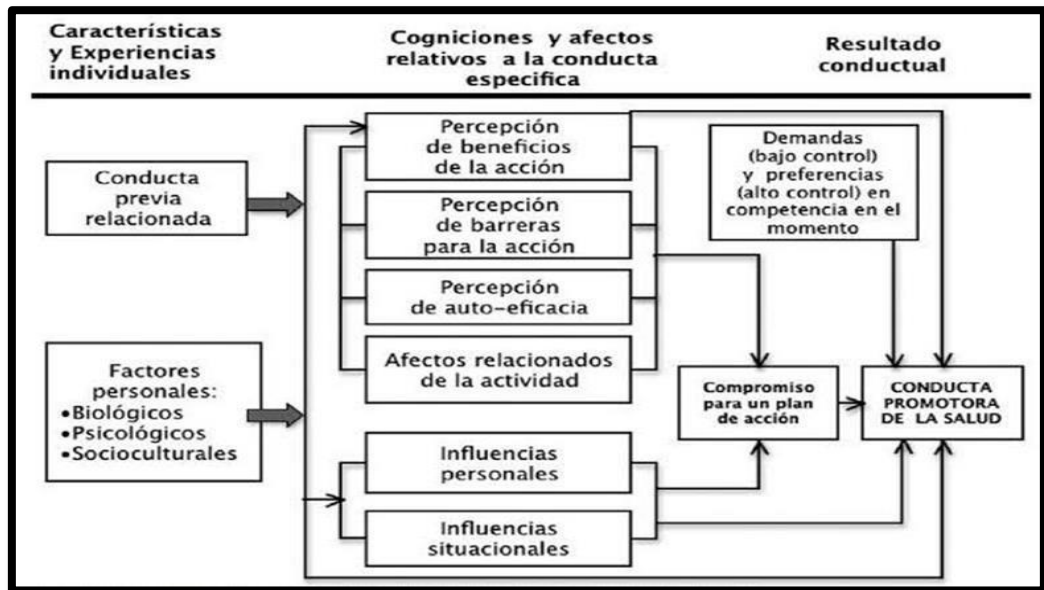 Características
y Experiencias
individuales
Cogniciones y afectos
relativos a la conducta
especifica
Resultado
conductual
Conducta
previa
relacionada
Factores
personales:
•Biológicos
•Psicológicos
•Socioculturales
Percepción
de beneficios
de la acción
Percepción
de barreras
para la acción
Percepción
de auto-eficacia
Afectos relacionados
de la actividad
Influencias
personales
Influencias
situacionales
Demandas
(bajo control)
y preferencias
(alto control) en
competencia en el
momento
Compromiso
para un plan
de acción
CONDUCTA
PROMOTORA
DE LA SALUD